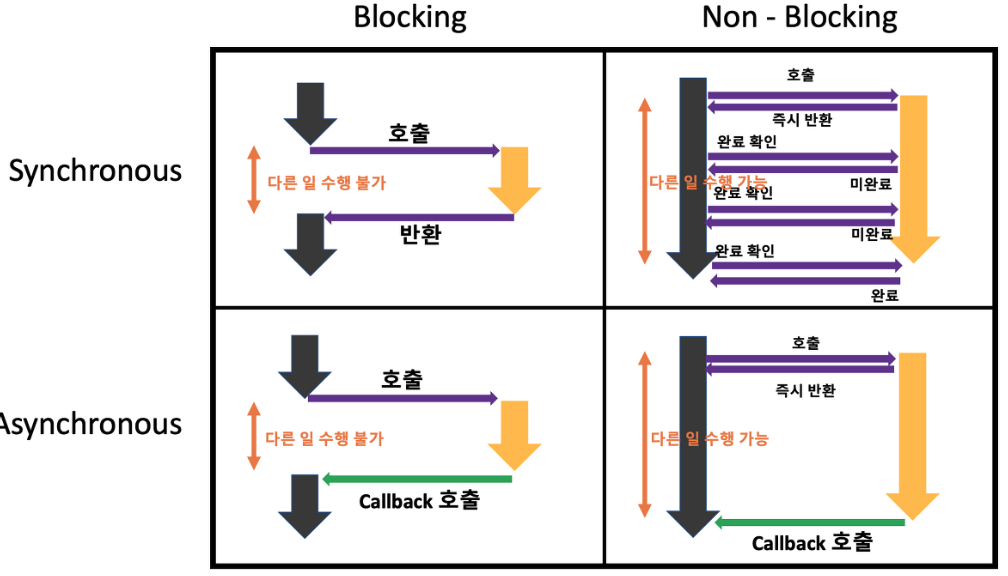 Blocking
Non - Blocking
Synchronous
호출
다른 일 수행 불가
반환
호출
즉시 반환
완료 확인
다른 일 수행 가능
미완료
완료 확인
미완료
완료 확인
완료
Asynchronous
호출
다른 일 수행 불가
Callback 호출
호출
즉시 반환
다른 일 수행 가능
Callback 호출